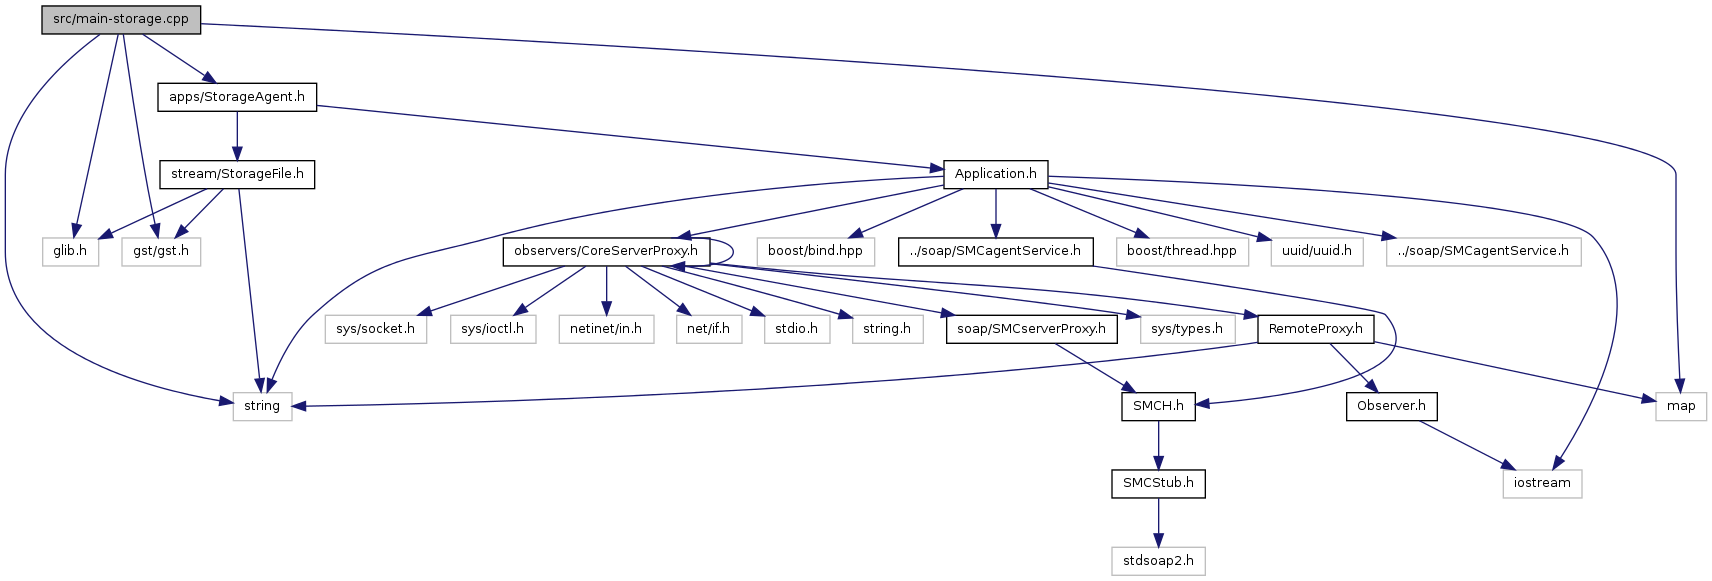 src/main-storage.cpp
apps/StorageAgent.h
stream/StorageFile.h
Application.h
glib.h
gst/gst.h
observers/CoreServerProxy.h
boost/bind.hpp
../soap/SMCagentService.h
boost/thread.hpp
uuid/uuid.h
../soap/SMCagentService.h
sys/socket.h
sys/ioctl.h
netinet/in.h
net/if.h
stdio.h
string.h
soap/SMCserverProxy.h
sys/types.h
RemoteProxy.h
string
SMCH.h
Observer.h
map
SMCStub.h
iostream
stdsoap2.h